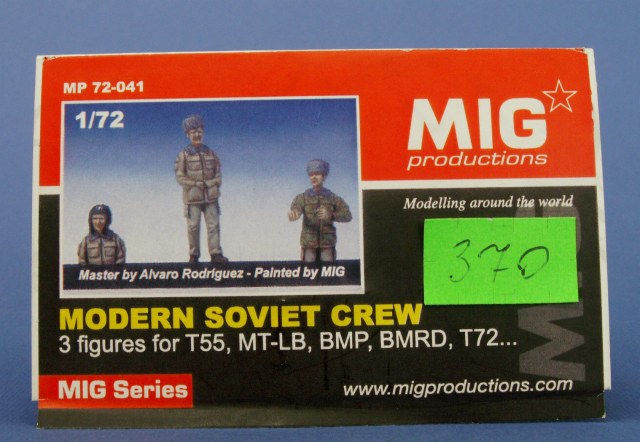 MP 72-041
1/72
MIG
productions
Modelling around the world
370
Master by Alvaro Rodriguez - Painted by MIG
MODERN SOVIET CREW
3 figures for T55, MT-LB, BMP, BMRD, T72...
MIG Series
www.migproductions.com